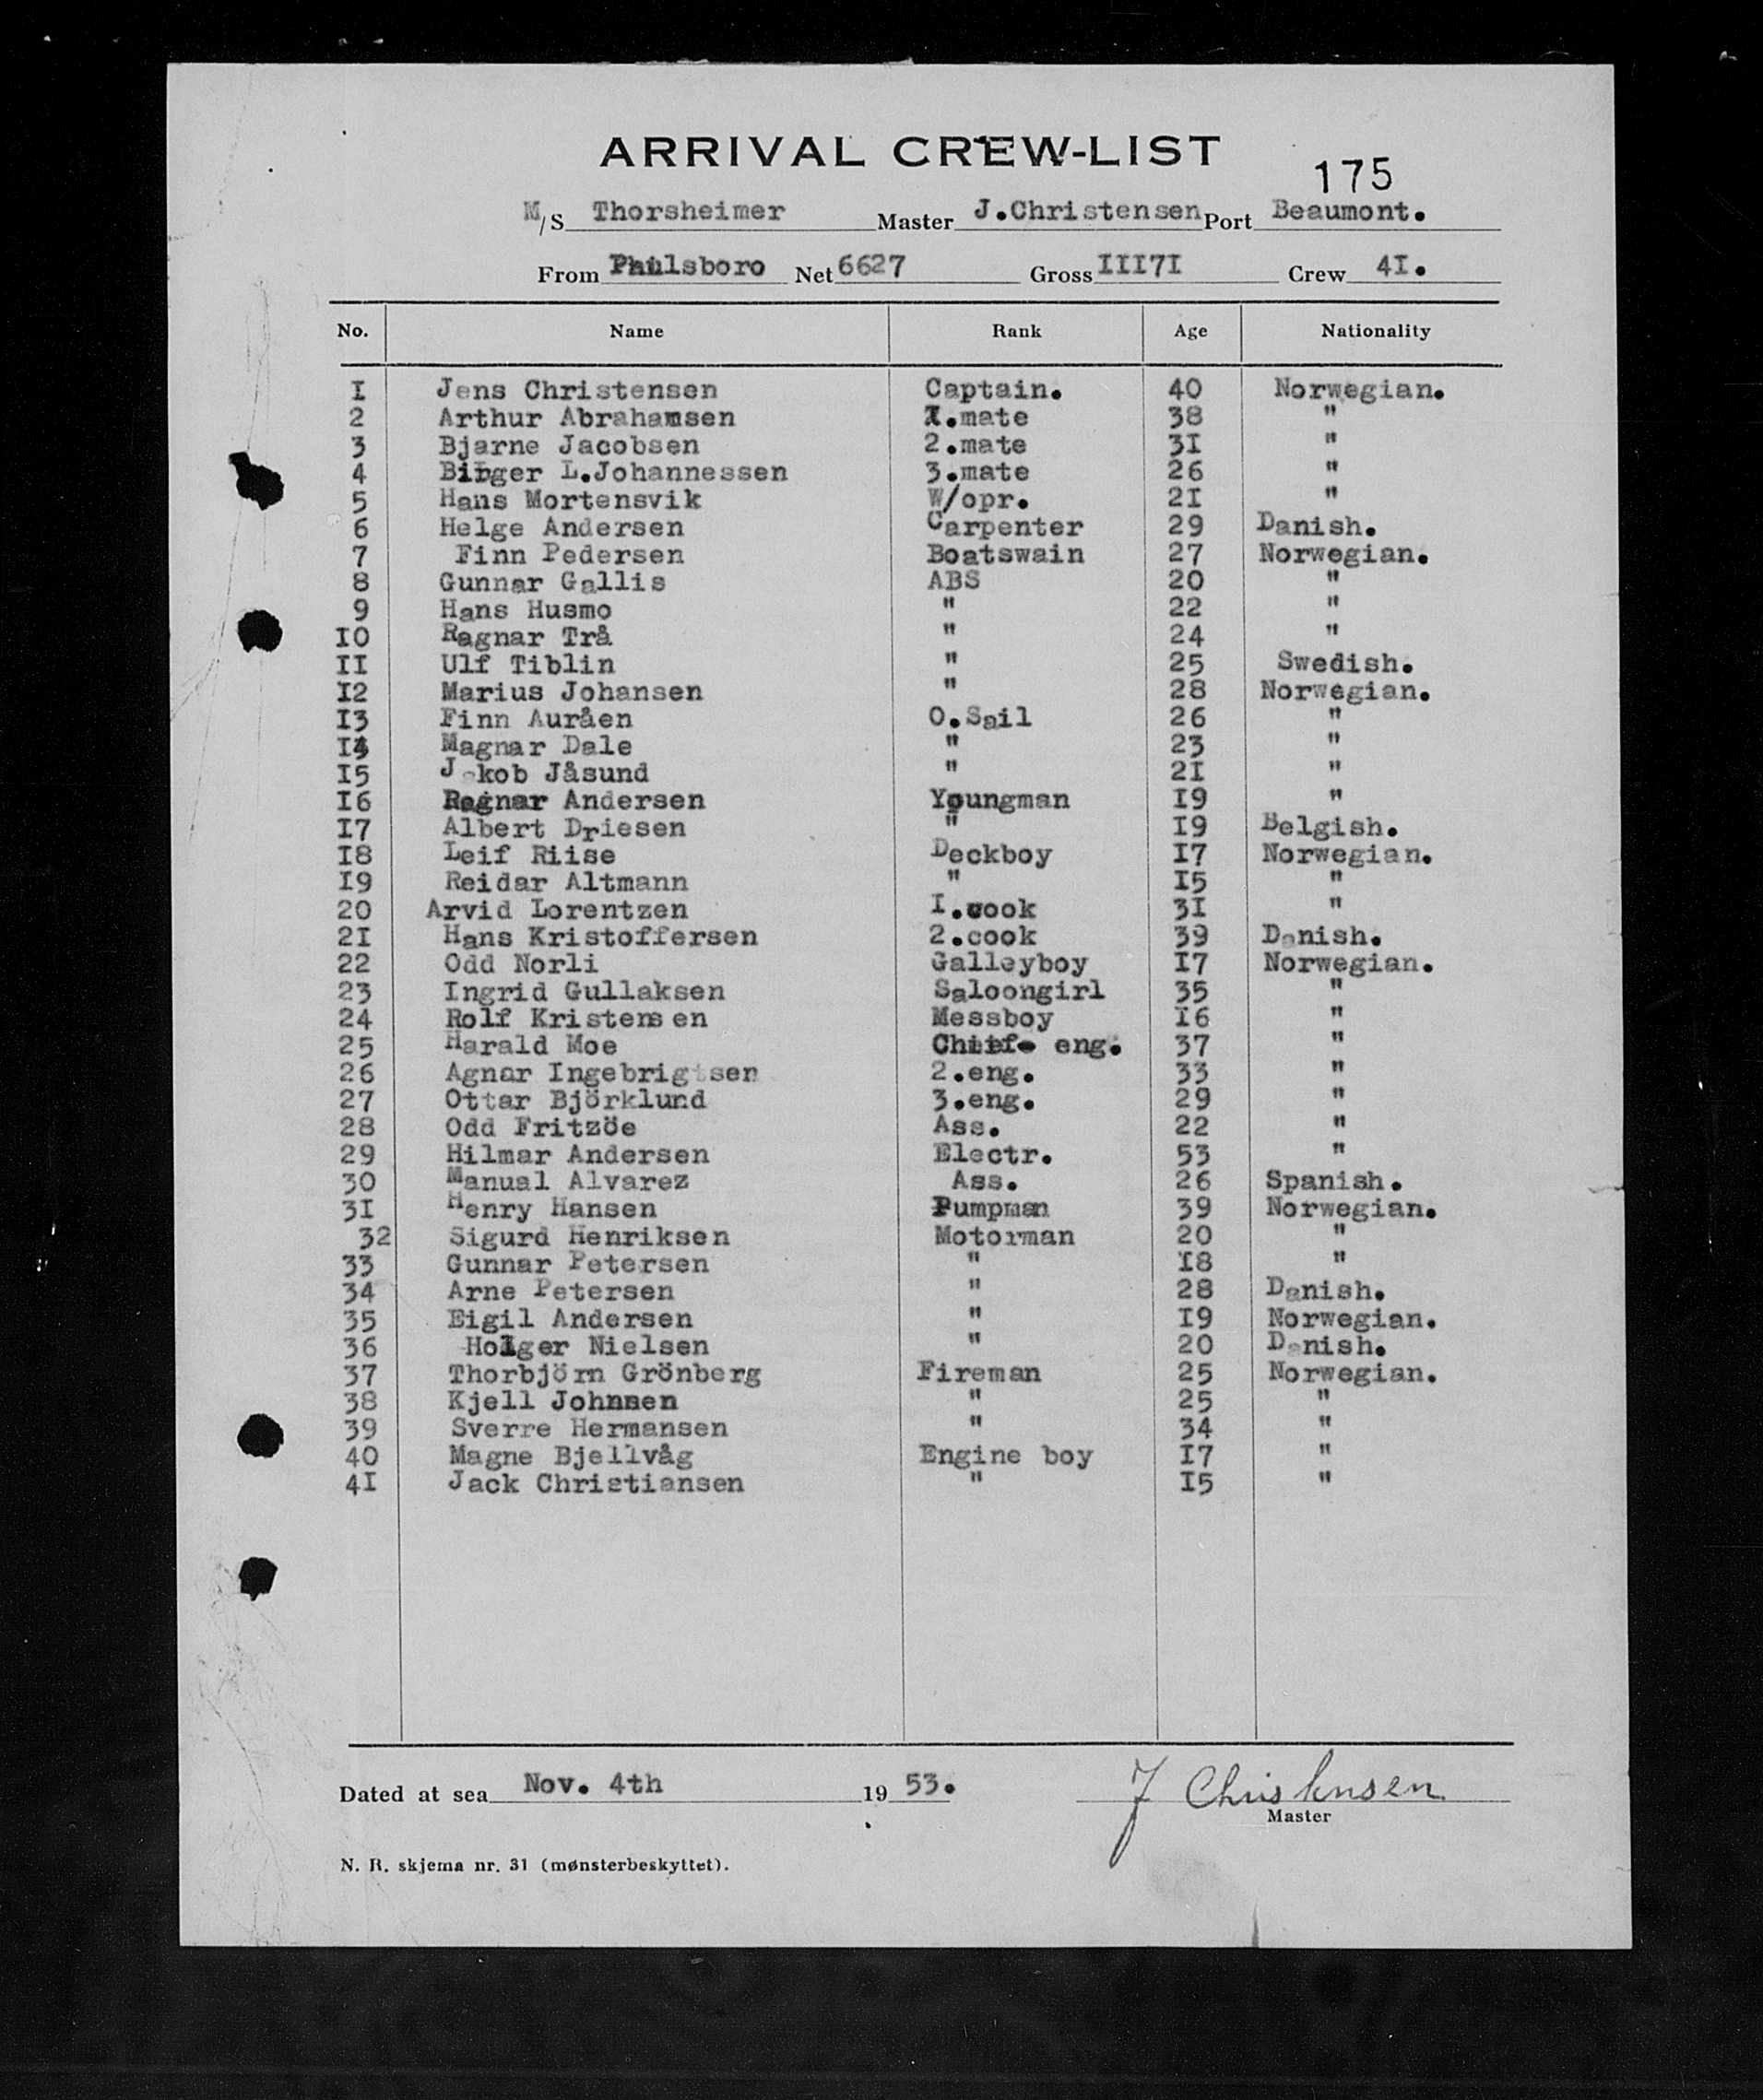 ARRIVAL CREW-LIST
175
M/S Thorsheimer Master J.Christensen Port Beaumont.
From Paulsboro Net 6627 Gross III7I Crew 4I.
No. Name Rank Age Nationality
I Jens Christensen Captain. 40 Norwegian.
2 Arthur Abrahamsen I.mate 38 "
3 Bjarne Jacobsen 2.mate 3I "
4 Birger L.Johannessen 3.mate 26 "
5 Hans Mortensvik W/opr. 2I "
6 Helge Andersen Carpenter 29 Danish.
7 Finn Pedersen Boatswain 27 Norwegian.
8 Gunnar Gallis ABS 20 "
9 Hans Husmo " 22 "
IO Ragnar Trå " 24 "
II Ulf Tiblin " 25 Swedish.
I2 Marius Johansen " 28 Norwegian.
I3 Finn Auråen O.Sail 26 "
I4 Magnar Dale " 23 "
I5 Jakob Jåsund " 2I "
I6 Ragnar Andersen Youngman I9 "
I7 Albert Driesen " I9 Belgish.
I8 Leif Riise Deckboy I7 Norwegian.
I9 Reidar Altmann " I5 "
20 Arvid Lorentzen I.cook 3I "
2I Hans Kristoffersen 2.cook 39 Danish.
22 Odd Norli Galleyboy I7 Norwegian.
23 Ingrid Gullaksen Saloongirl 35 "
24 Rolf Kristensen Messboy I6 "
25 Harald Moe Chief eng. 37 "
26 Agnar Ingebrigtsen 2.eng. 33 "
27 Ottar Björklund 3.eng. 29 "
28 Odd Fritzöe Ass. 22 "
29 Hilmar Andersen Electr. 53 "
30 Manual Alvarez Ass. 26 Spanish.
3I Henry Hansen Pumpman 39 Norwegian.
32 Sigurd Henriksen Motorman 20 "
33 Gunnar Petersen " I8 "
34 Arne Petersen " 28 Danish.
35 Eigil Andersen " I9 Norwegian.
36 Holger Nielsen " 20 Danish.
37 Thorbjörn Grönberg Fireman 25 Norwegian.
38 Kjell Johnsen " 25 "
39 Sverre Hermansen " 34 "
40 Magne Bjellvåg Engine boy I7 "
4I Jack Christiansen " I5 "
Dated at sea Nov. 4th 19 53. J Christensen
Master
N. R. skjema nr. 31 (mønsterbeskyttet).